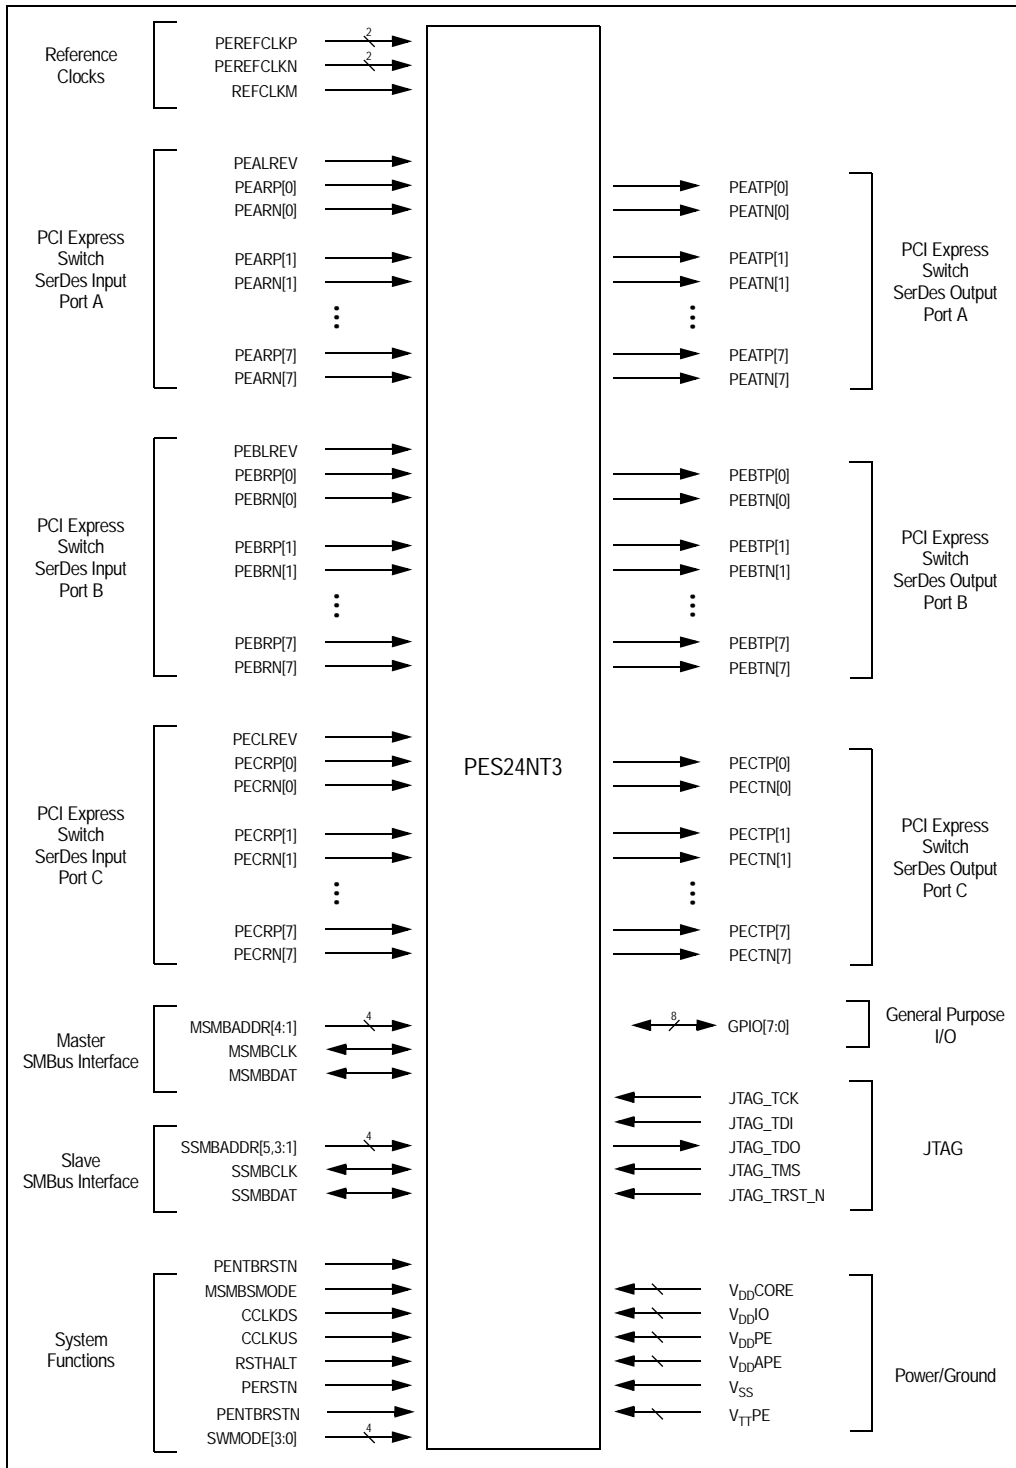 Reference
Clocks
PEREFCLKP
2
PEREFCLKN
2
REFCLKM
PCI Express
Switch
SerDes Input
Port A
PEALREV
PEARP[0]
PEARN[0]
PEARP[1]
PEARN[1]
PEARP[7]
PEARN[7]
PCI Express
Switch
SerDes Input
Port B
PEBLREV
PEBRP[0]
PEBRN[0]
PEBRP[1]
PEBRN[1]
PEBRP[7]
PEBRN[7]
PCI Express
Switch
SerDes Input
Port C
PECLREV
PECRP[0]
PECRN[0]
PECRP[1]
PECRN[1]
PECRP[7]
PECRN[7]
Master
SMBus Interface
MSMBADDR[4:1]
4
MSMBCLK
MSMBDAT
Slave
SMBus Interface
SSMBADDR[5,3:1]
4
SSMBCLK
SSMBDAT
System
Functions
PENTBRSTN
MSMBSMODE
CCLKDS
CCLKUS
RSTHALT
PERSTN
PENTBRSTN
SWMODE[3:0]
4
PES24NT3
PEATP[0]
PEATN[0]
PEATP[1]
PEATN[1]
PEATP[7]
PEATN[7]
PCI Express
Switch
SerDes Output
Port A
PEBTP[0]
PEBTN[0]
PEBTP[1]
PEBTN[1]
PEBTP[7]
PEBTN[7]
PCI Express
Switch
SerDes Output
Port B
PECTP[0]
PECTN[0]
PECTP[1]
PECTN[1]
PECTP[7]
PECTN[7]
PCI Express
Switch
SerDes Output
Port C
8
GPIO[7:0]
General Purpose
I/O
JTAG_TCK
JTAG_TDI
JTAG_TDO
JTAG_TMS
JTAG_TRST_N
JTAG
VDDCORE
VDDIO
VDDPE
VDDAPE
VSS
VTTPE
Power/Ground